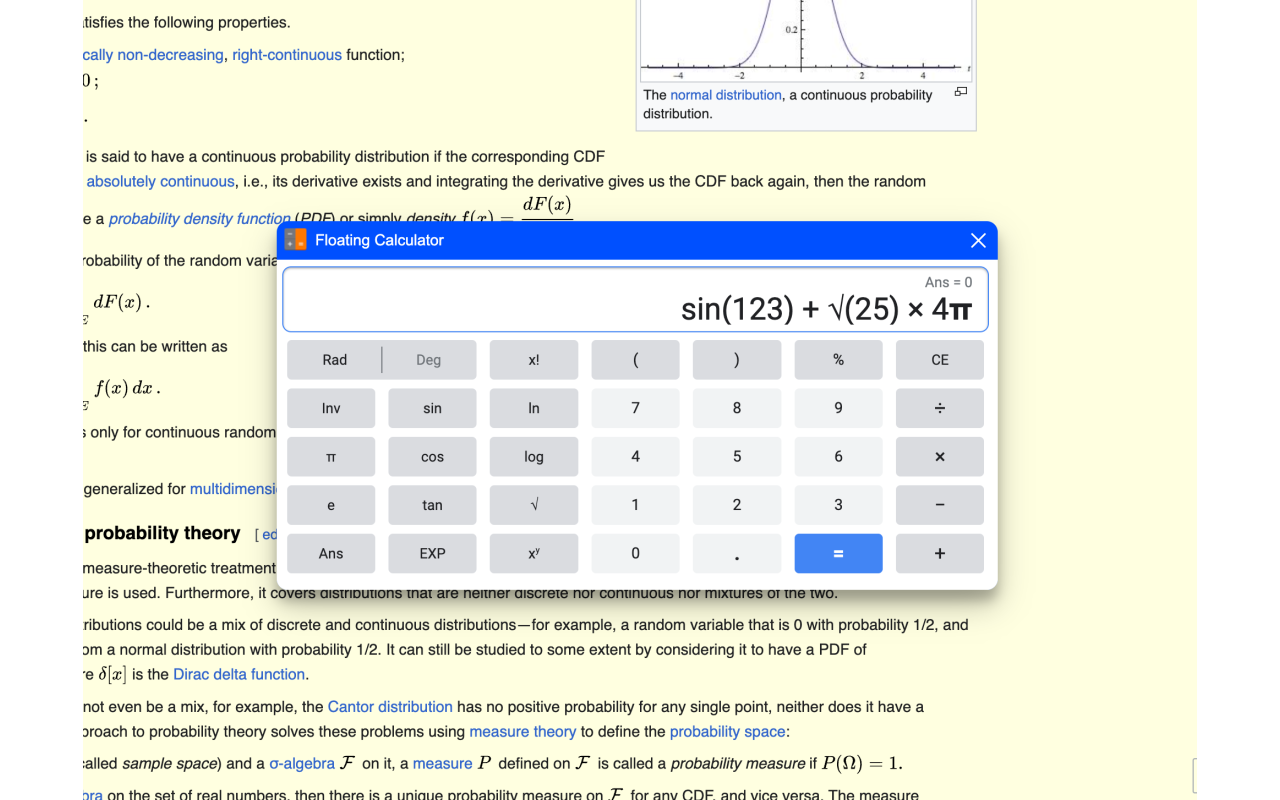 tisfies the following properties.
cally non-decreasing, right-continuous function;
0 ;
.
0.2
-4 -2 2 4
The normal distribution, a continuous probability
distribution.
is said to have a continuous probability distribution if the corresponding CDF
absolutely continuous, i.e., its derivative exists and integrating the derivative gives us the CDF back again, then the random
e a probability density function (PDF) or simply density f(x) = dF(x)
Floating Calculator
robability of the random varia
Ans = 0
sin(123) + √(25) × 4π
dF(x) .
E
this can be written as
f(x) dx .
E
s only for continuous random
generalized for multidimensi
probability theory [ ed
measure-theoretic treatment
Rad Deg x! ( ) % CE
Inv sin ln 7 8 9 ÷
π cos log 4 5 6 ×
e tan √ 1 2 3 −
Ans EXP xʸ 0 . = +
ure is used. Furthermore, it covers distributions that are neither discrete nor continuous nor mixtures of the two.
tributions could be a mix of discrete and continuous distributions—for example, a random variable that is 0 with probability 1/2, and
om a normal distribution with probability 1/2. It can still be studied to some extent by considering it to have a PDF of
re δ[x] is the Dirac delta function.
not even be a mix, for example, the Cantor distribution has no positive probability for any single point, neither does it have a
proach to probability theory solves these problems using measure theory to define the probability space:
called sample space) and a σ-algebra ℱ on it, a measure P defined on ℱ is called a probability measure if P(Ω) = 1.
bra on the set of real numbers, then there is a unique probability measure on ℱ for any CDF, and vice versa. The measure